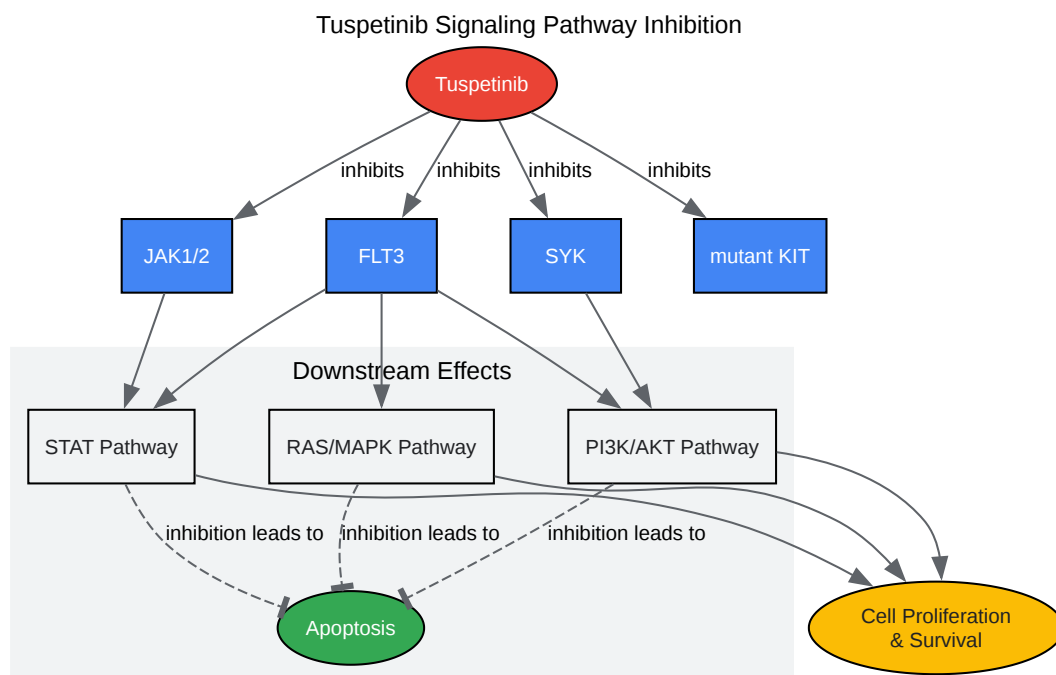 Tuspetinib Signaling Pathway Inhibition
Tuspetinib
inhibits
inhibits
inhibits
inhibits
JAK1/2
FLT3
SYK
mutant KIT
Downstream Effects
STAT Pathway
RAS/MAPK Pathway
PI3K/AKT Pathway
inhibition leads to
inhibition leads to
inhibition leads to
Apoptosis
Cell Proliferation
& Survival